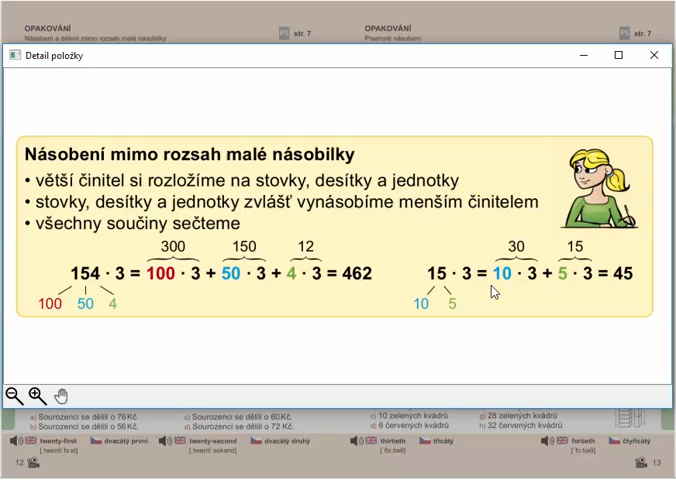 OPAKOVÁNÍ
Násobení a dělení mimo rozsah malé násobilky
PS str. 7
OPAKOVÁNÍ
Písemné násobení
str. 7
Detail položky
Násobení mimo rozsah malé násobilky
• větší činitel si rozložíme na stovky, desítky a jednotky
• stovky, desítky a jednotky zvlášť vynásobíme menším činitelem
• všechny součiny sečteme
300 150 12
154 · 3 = 100 · 3 + 50 · 3 + 4 · 3 = 462
100 50 4
30 15
15 · 3 = 10 · 3 + 5 · 3 = 45
10 5
a) Sourozenci se dělili o 76 Kč.
b) Sourozenci se dělili o 56 Kč.
c) Sourozenci se dělili o 60 Kč.
d) Sourozenci se dělili o 72 Kč.
c) 10 zelených kvádrů
d) 6 červených kvádrů
g) 28 zelených kvádrů
h) 32 červených kvádrů
twenty-first dvacátý první
twenty-second dvacátý druhý
thirtieth třicátý
fortieth čtyřicátý
12
13